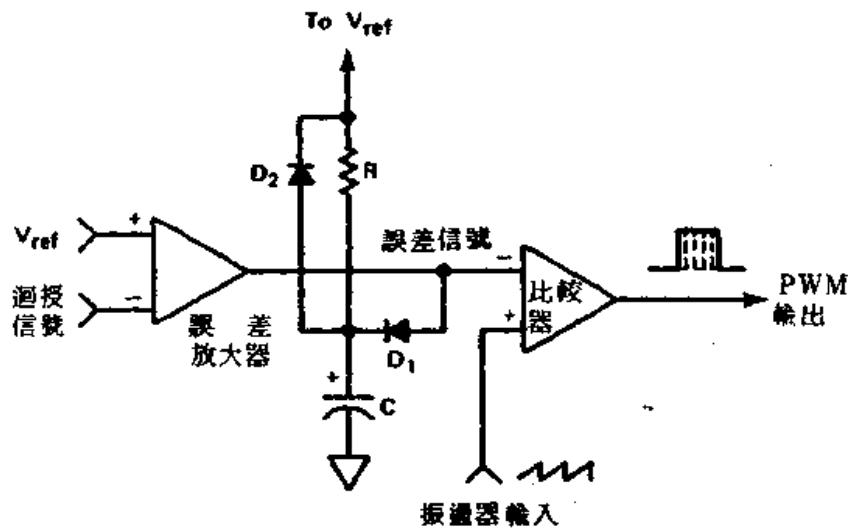 To Vref
D2
R
Vref
+
迴授
信號
−
誤差
放大器
誤差信號
D1
+
C
−
比較
器
+
PWM
輸出
振盪器輸入